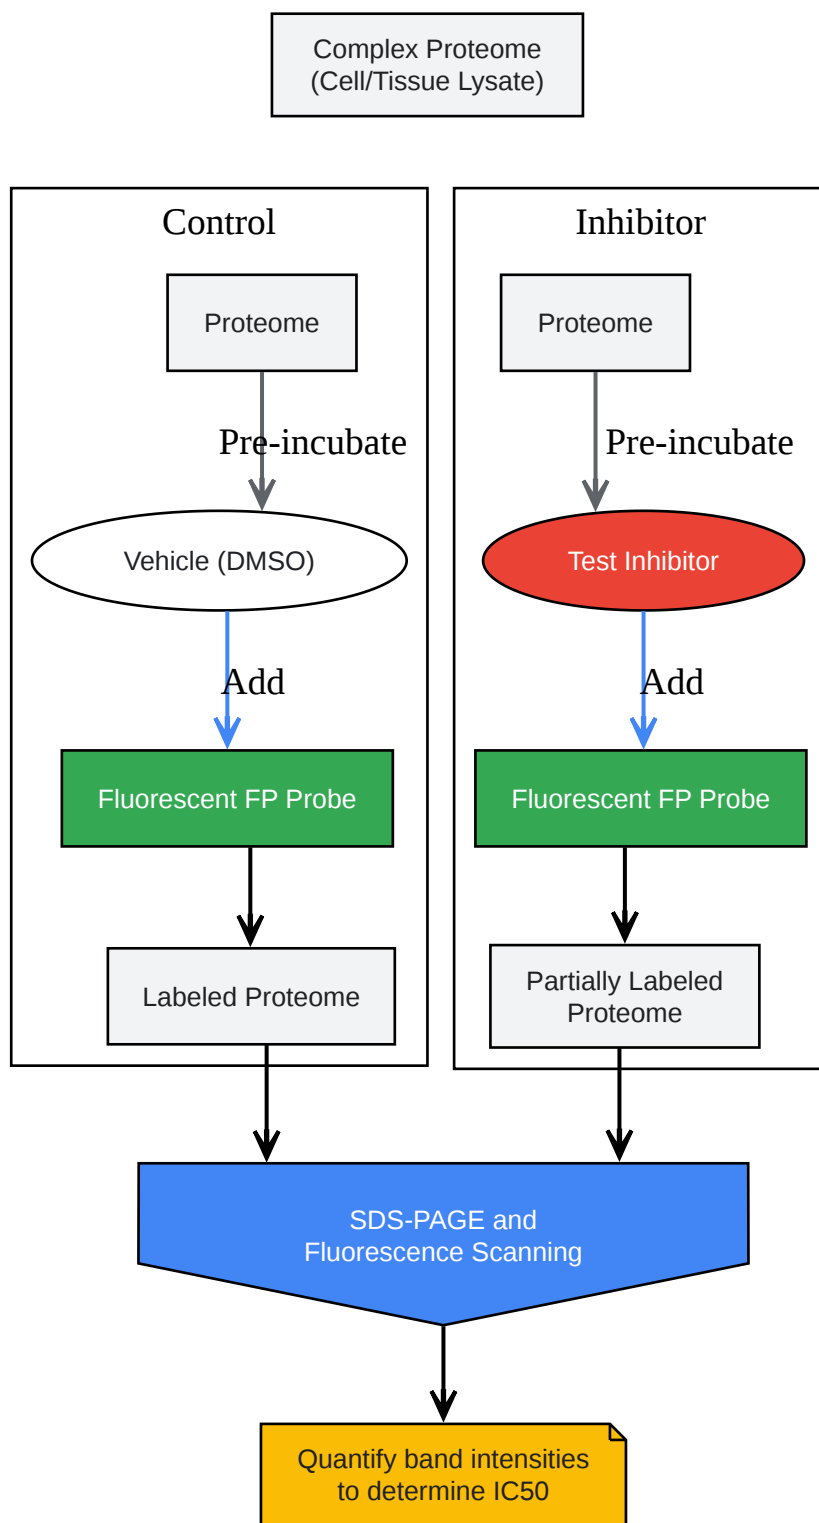 Complex Proteome
(Cell/Tissue Lysate)
Control
Proteome
Pre-incubate
Vehicle (DMSO)
Add
Fluorescent FP Probe
Labeled Proteome
Inhibitor
Proteome
Pre-incubate
Test Inhibitor
Add
Fluorescent FP Probe
Partially Labeled
Proteome
SDS-PAGE and
Fluorescence Scanning
Quantify band intensities
to determine IC50